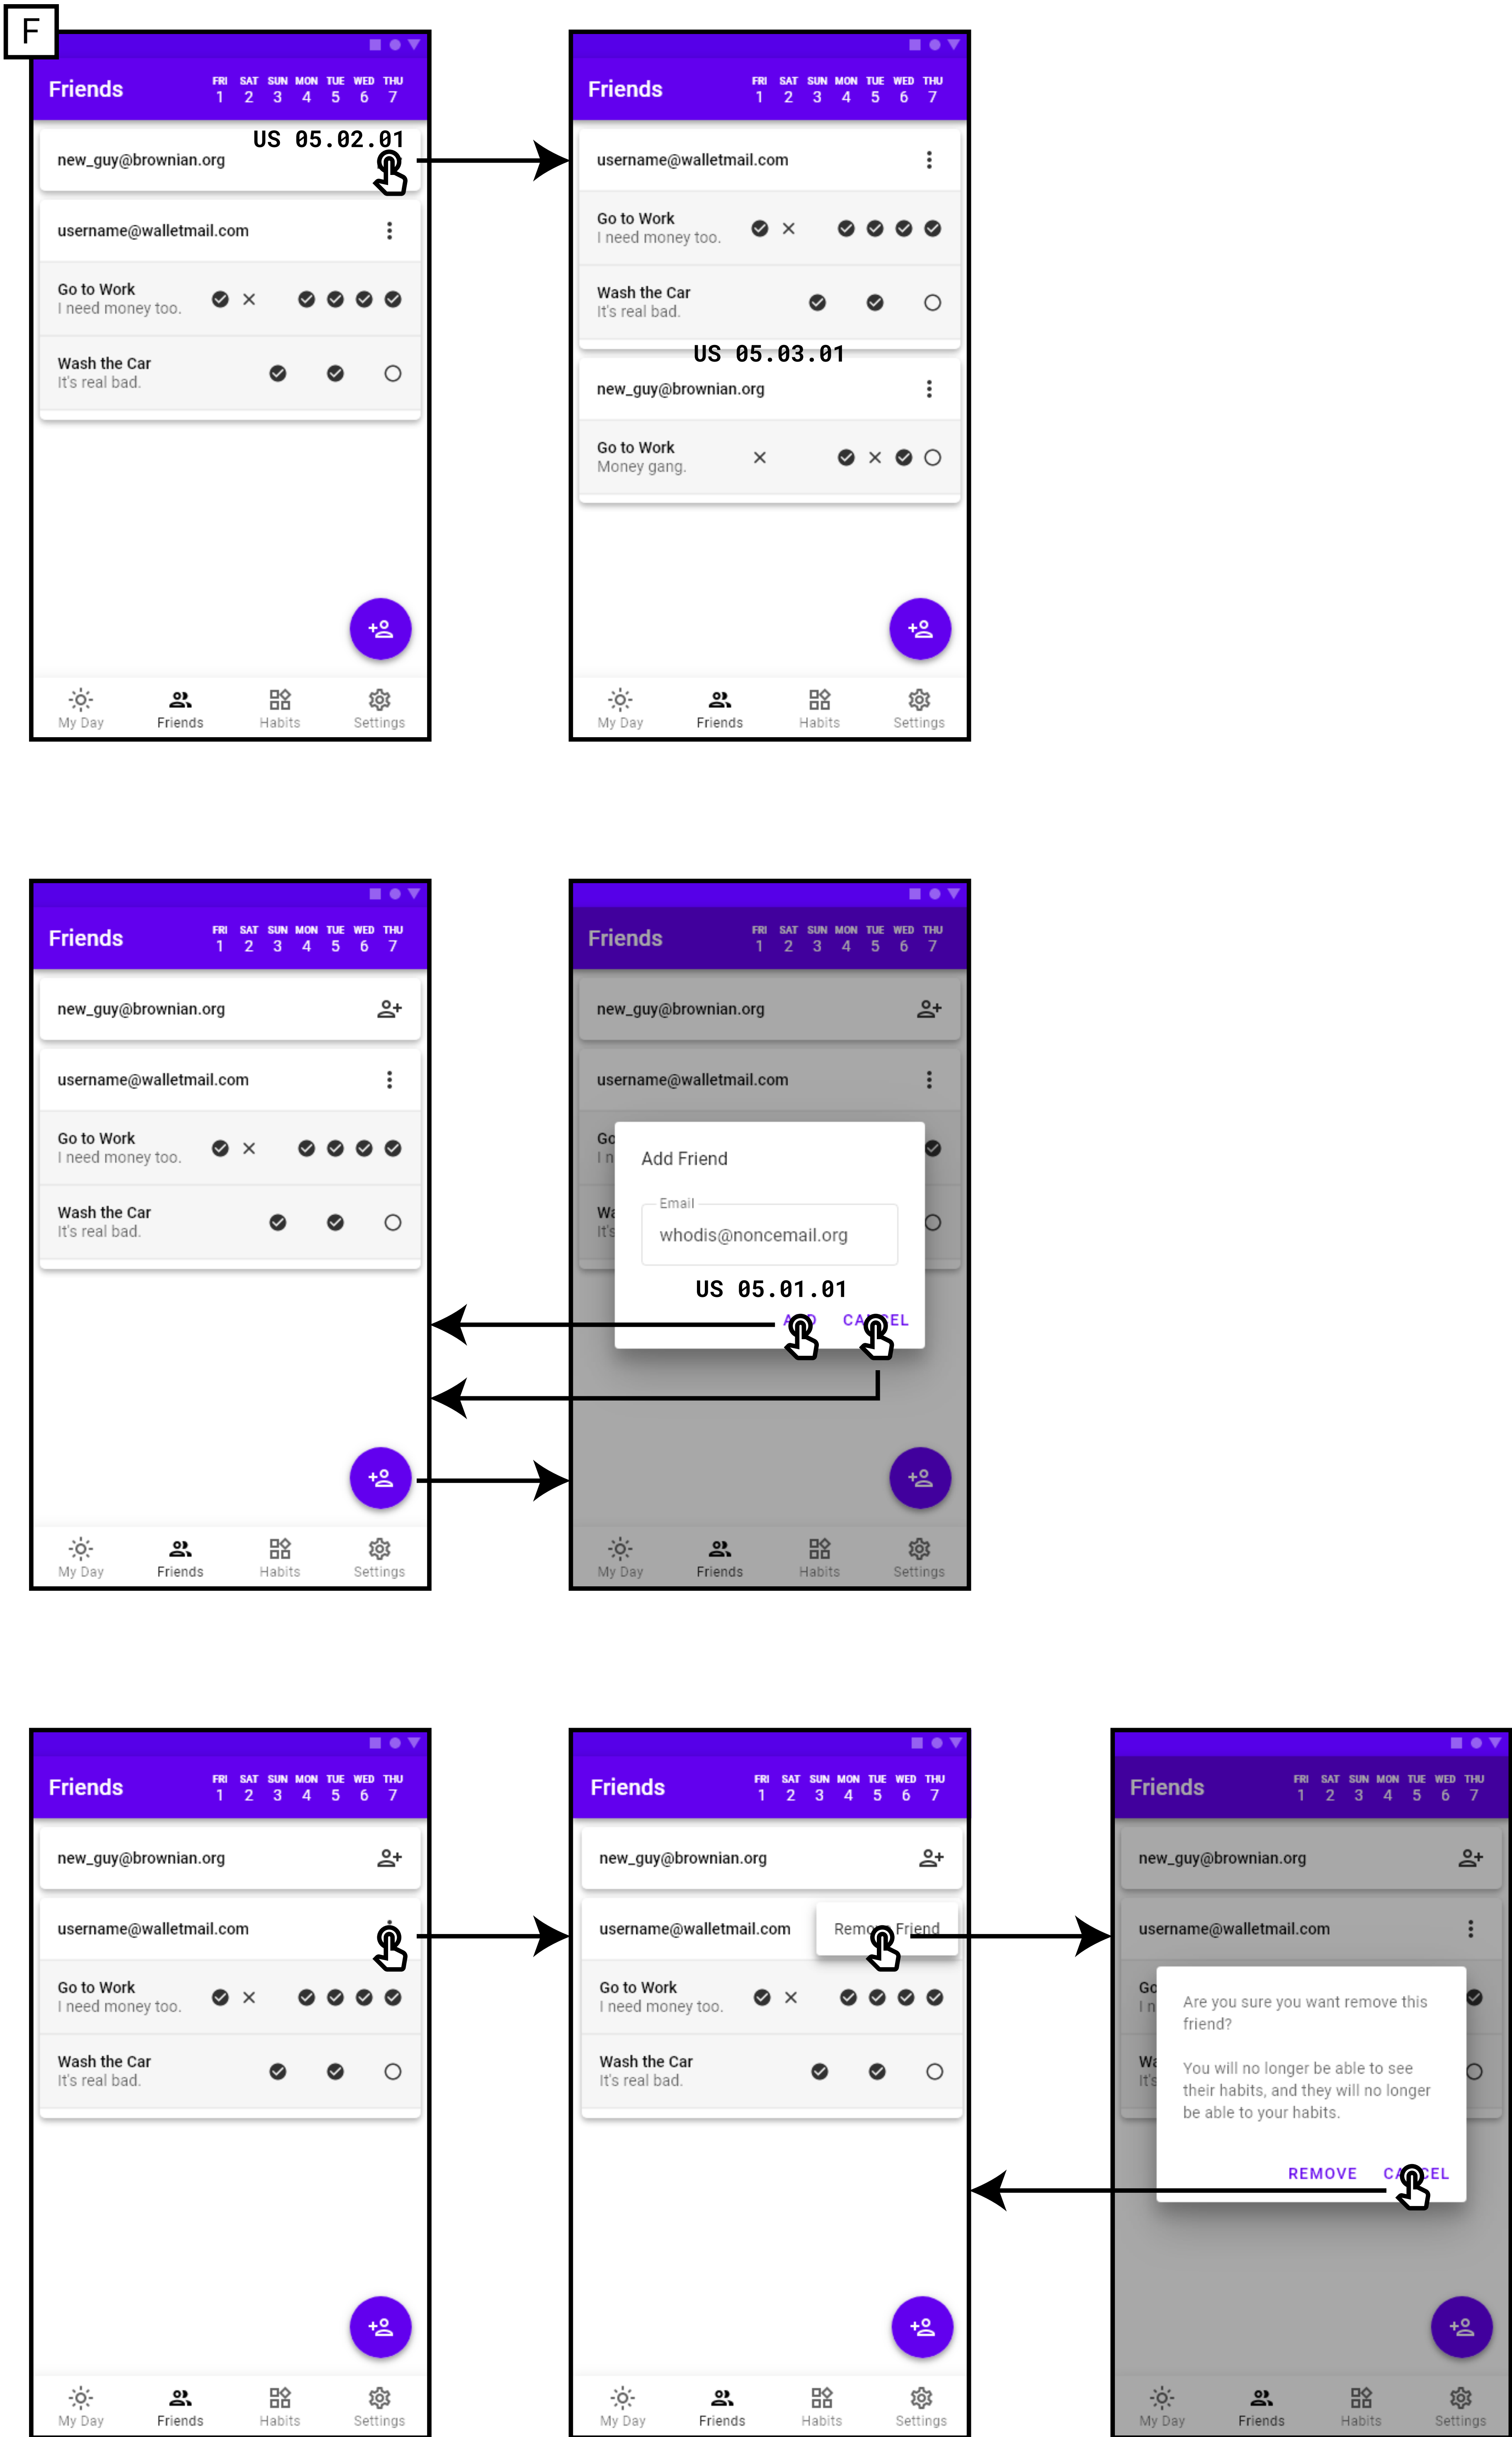 F
Friends
FRI SAT SUN MON TUE WED THU
1 2 3 4 5 6 7
US 05.02.01
new_guy@brownian.org
username@walletmail.com
Go to Work
I need money too.
Wash the Car
It's real bad.
My Day Friends Habits Settings
Friends
FRI SAT SUN MON TUE WED THU
1 2 3 4 5 6 7
username@walletmail.com
Go to Work
I need money too.
Wash the Car
It's real bad.
US 05.03.01
new_guy@brownian.org
Go to Work
Money gang.
My Day Friends Habits Settings
Friends
FRI SAT SUN MON TUE WED THU
1 2 3 4 5 6 7
new_guy@brownian.org
username@walletmail.com
Go to Work
I need money too.
Wash the Car
It's real bad.
My Day Friends Habits Settings
Friends
FRI SAT SUN MON TUE WED THU
1 2 3 4 5 6 7
new_guy@brownian.org
username@walletmail.com
Go
I n
Wa
It's
Add Friend
Email
whodis@noncemail.org
US 05.01.01
ADD CANCEL
My Day Friends Habits Settings
Friends
FRI SAT SUN MON TUE WED THU
1 2 3 4 5 6 7
new_guy@brownian.org
username@walletmail.com
Go to Work
I need money too.
Wash the Car
It's real bad.
My Day Friends Habits Settings
Friends
FRI SAT SUN MON TUE WED THU
1 2 3 4 5 6 7
new_guy@brownian.org
username@walletmail.com
Remove Friend
Go to Work
I need money too.
Wash the Car
It's real bad.
My Day Friends Habits Settings
Friends
FRI SAT SUN MON TUE WED THU
1 2 3 4 5 6 7
new_guy@brownian.org
username@walletmail.com
Go
I n
Wa
It's
Are you sure you want remove this
friend?
You will no longer be able to see
their habits, and they will no longer
be able to your habits.
REMOVE CANCEL
My Day Friends Habits Settings